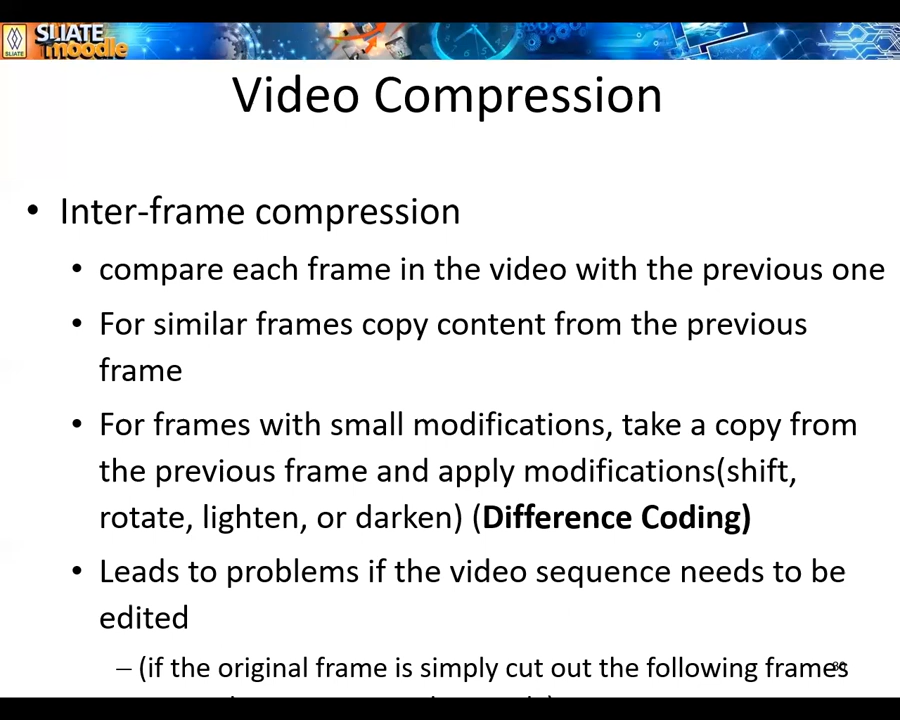 SLIATE
SLIATE
moodle
Video Compression
• Inter-frame compression
• compare each frame in the video with the previous one
• For similar frames copy content from the previous
frame
• For frames with small modifications, take a copy from
the previous frame and apply modifications(shift,
rotate, lighten, or darken) (Difference Coding)
• Leads to problems if the video sequence needs to be
edited
– (if the original frame is simply cut out the following frames